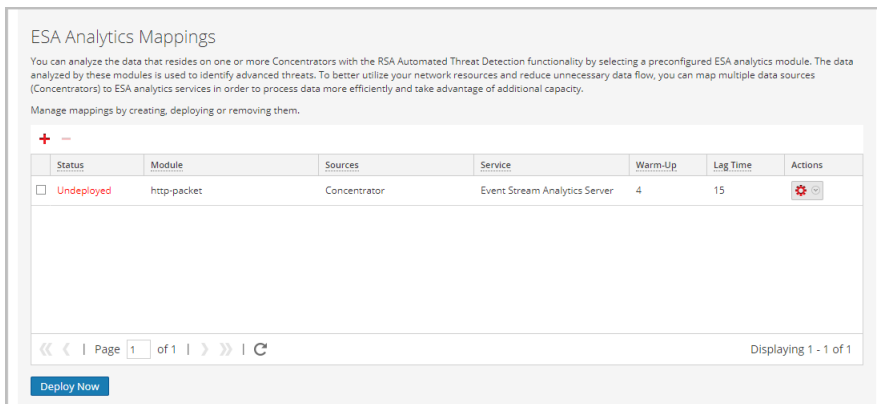 ESA Analytics Mappings
You can analyze the data that resides on one or more Concentrators with the RSA Automated Threat Detection functionality by selecting a preconfigured ESA analytics module. The data
analyzed by these modules is used to identify advanced threats. To better utilize your network resources and reduce unnecessary data flow, you can map multiple data sources
(Concentrators) to ESA analytics services in order to process data more efficiently and take advantage of additional capacity.
Manage mappings by creating, deploying or removing them.
Status Module Sources Service Warm-Up Lag Time Actions
Undeployed http-packet Concentrator Event Stream Analytics Server 4 15
Page 1 of 1 Displaying 1 - 1 of 1
Deploy Now